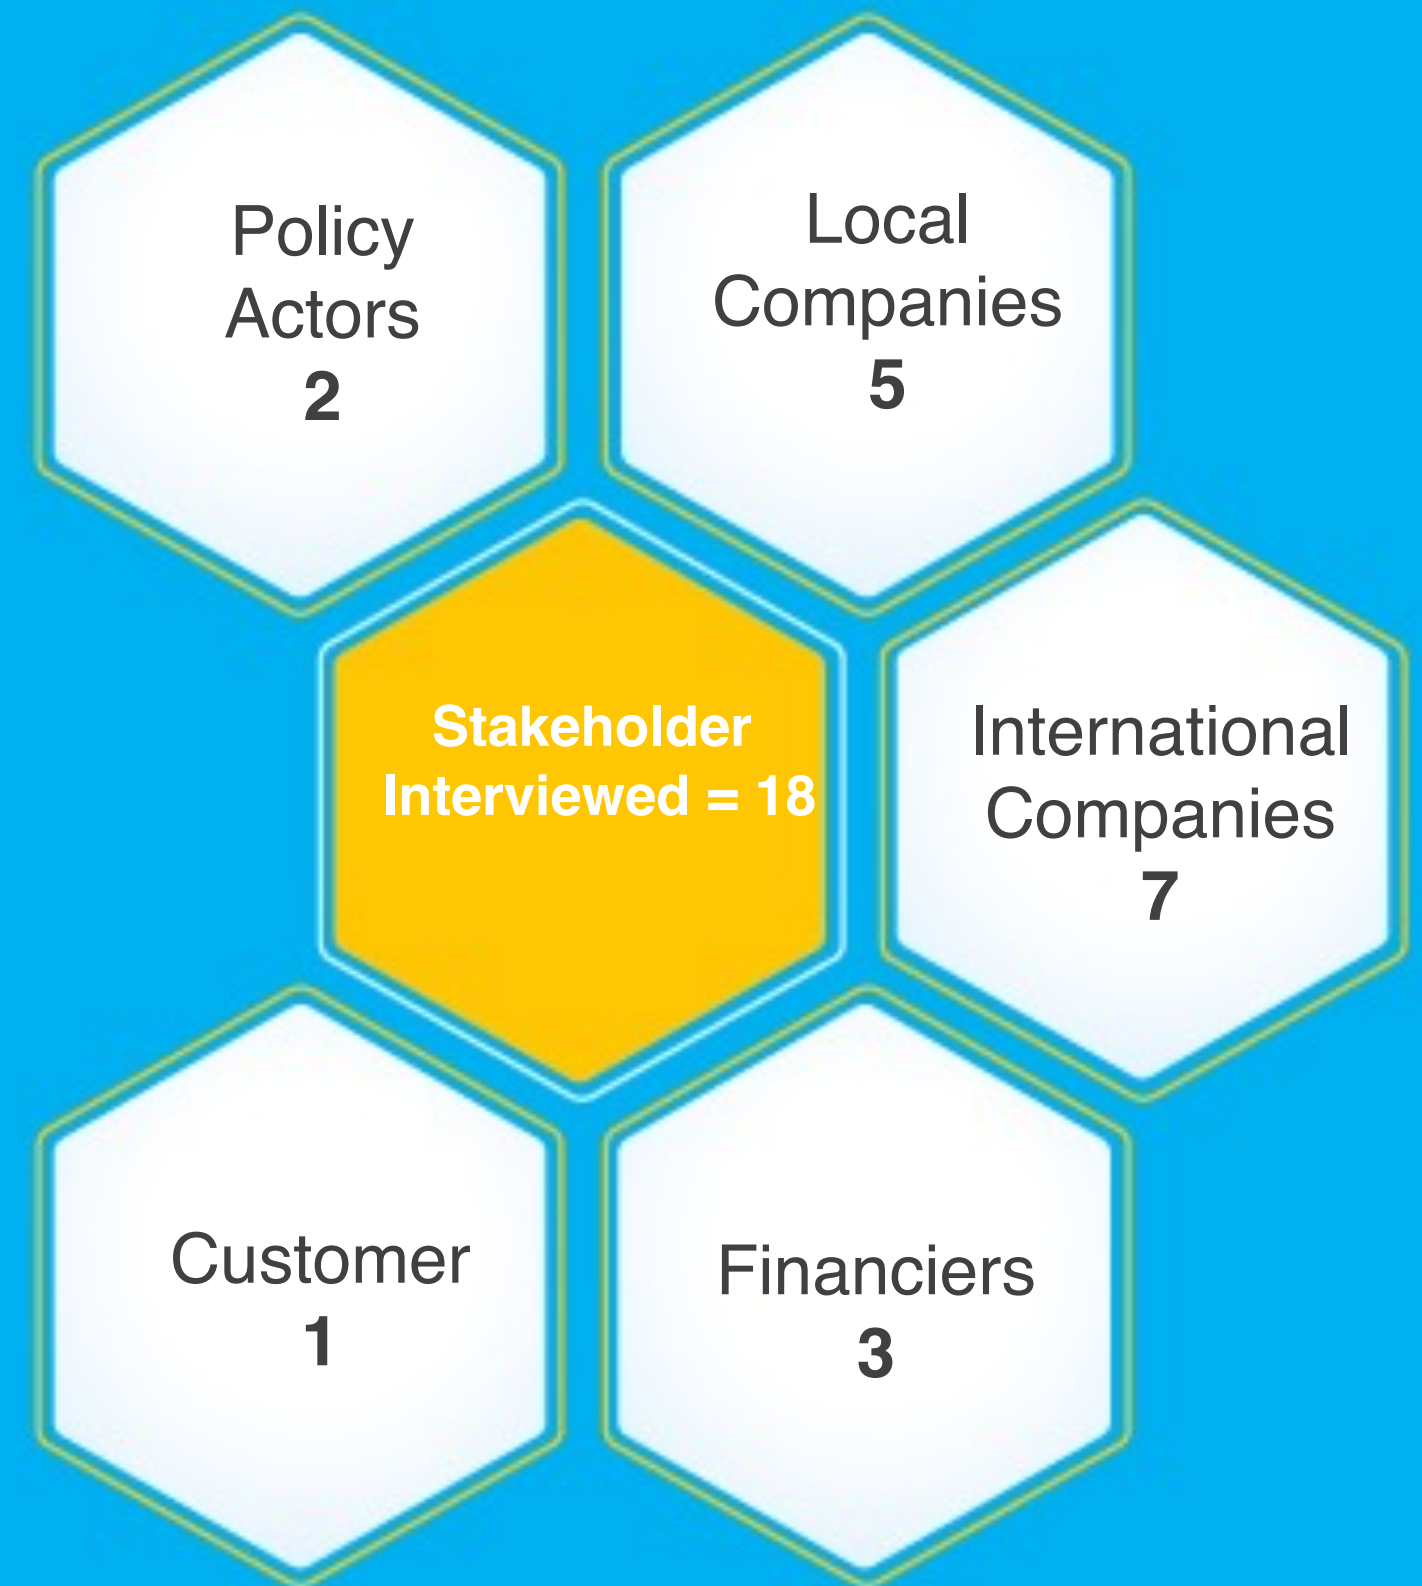 Policy
Actors
2
Local
Companies
5
Stakeholder
Interviewed = 18
International
Companies
7
Customer
1
Financiers
3